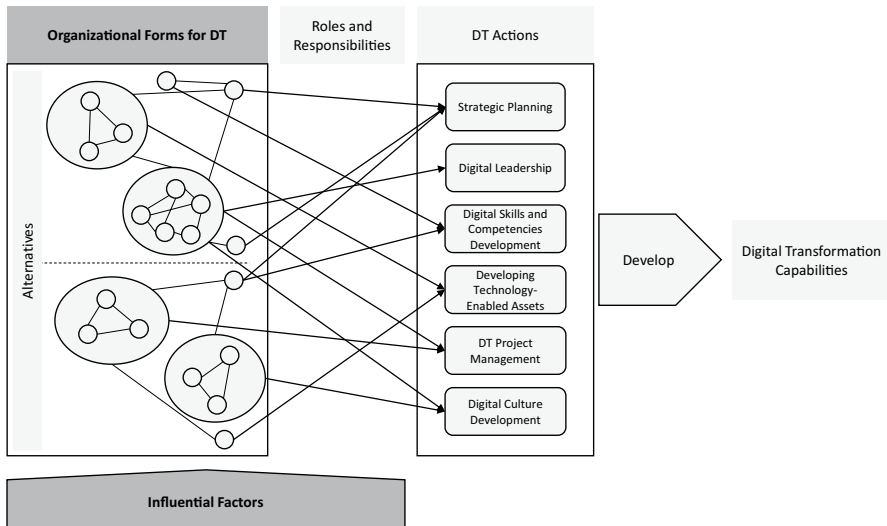 Organizational Forms for DT
Roles and
Responsibilities
DT Actions
Alternatives
Strategic Planning
Digital Leadership
Digital Skills and
Competencies
Development
Developing
Technology-
Enabled Assets
DT Project
Management
Digital Culture
Development
Develop
Digital Transformation
Capabilities
Influential Factors